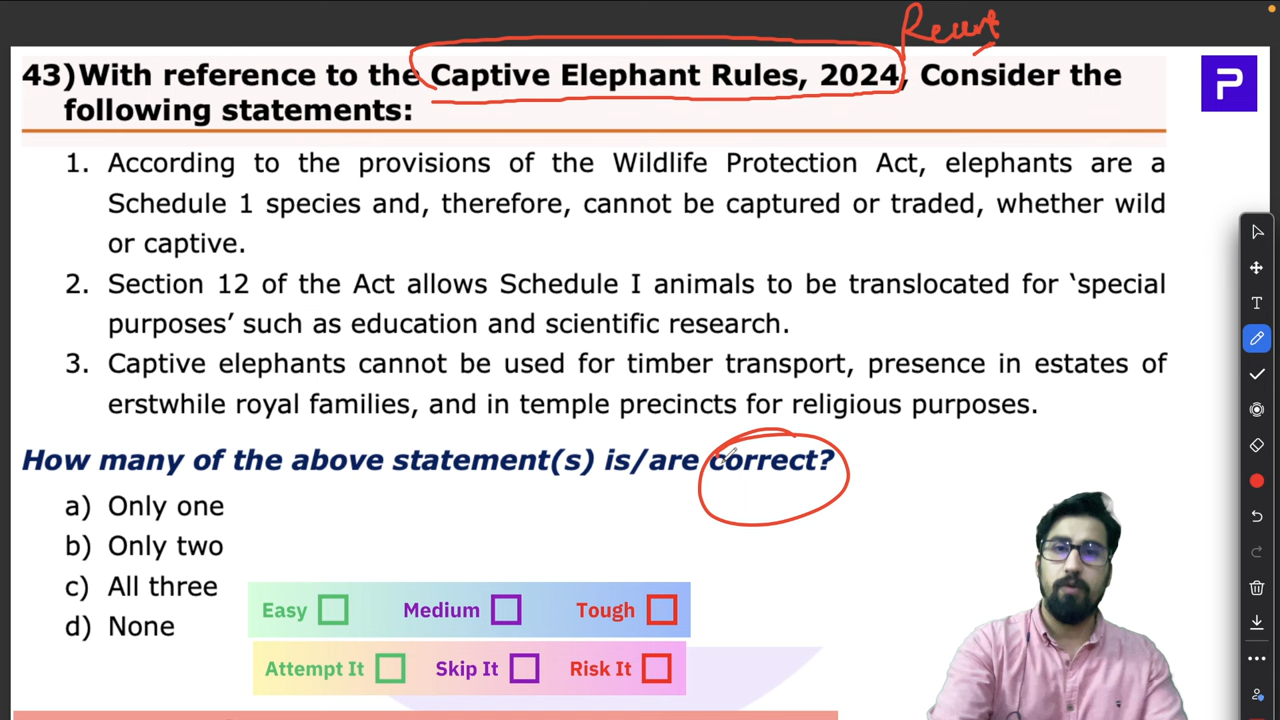 Recent
43) With reference to the Captive Elephant Rules, 2024, Consider the
following statements:
P
1. According to the provisions of the Wildlife Protection Act, elephants are a
Schedule 1 species and, therefore, cannot be captured or traded, whether wild
or captive.
2. Section 12 of the Act allows Schedule I animals to be translocated for ‘special
purposes’ such as education and scientific research.
3. Captive elephants cannot be used for timber transport, presence in estates of
erstwhile royal families, and in temple precincts for religious purposes.
How many of the above statement(s) is/are correct?
a) Only one
b) Only two
c) All three
d) None
Easy Medium Tough
Attempt It Skip It Risk It
T